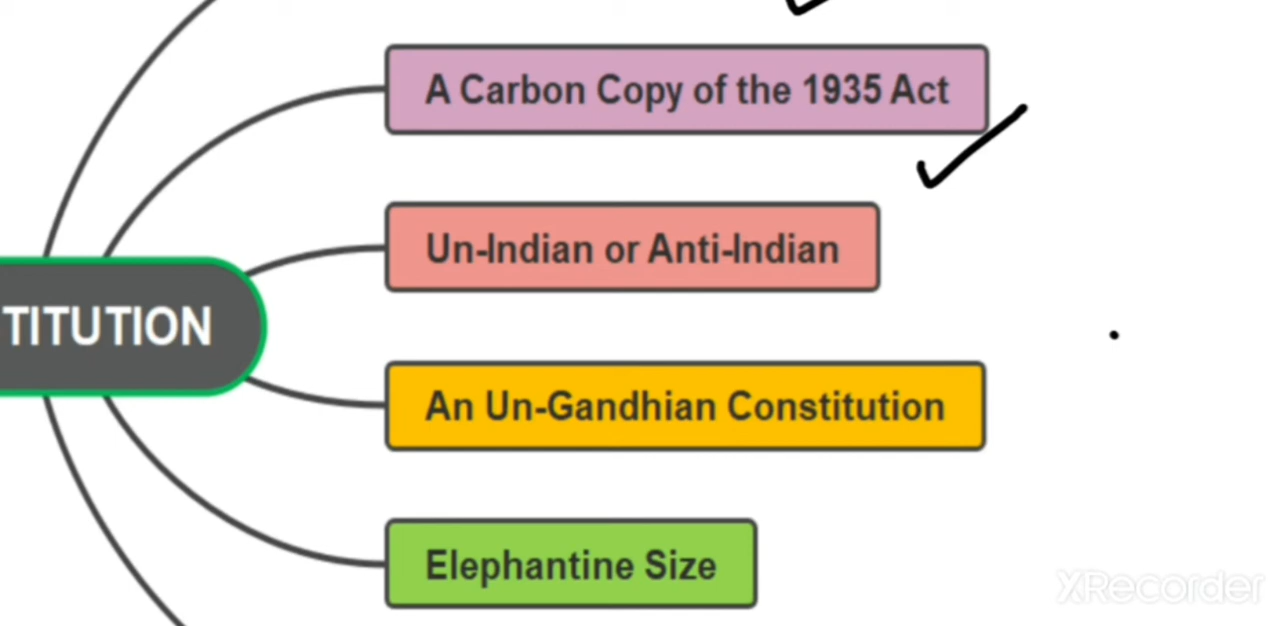 A Carbon Copy of the 1935 Act
Un-Indian or Anti-Indian
TITUTION
An Un-Gandhian Constitution
Elephantine Size
XRecorder